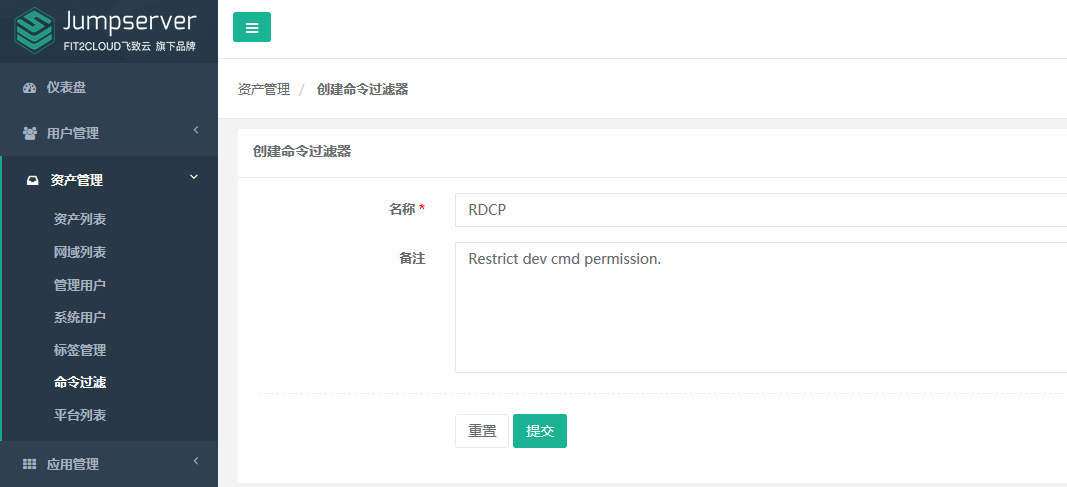 Jumpserver
FIT2CLOUD飞致云 旗下品牌
仪表盘
用户管理
资产管理
资产列表
网域列表
管理用户
系统用户
标签管理
命令过滤
平台列表
应用管理
资产管理 / 创建命令过滤器
创建命令过滤器
名称 * RDCP
备注 Restrict dev cmd permission.
重置 提交